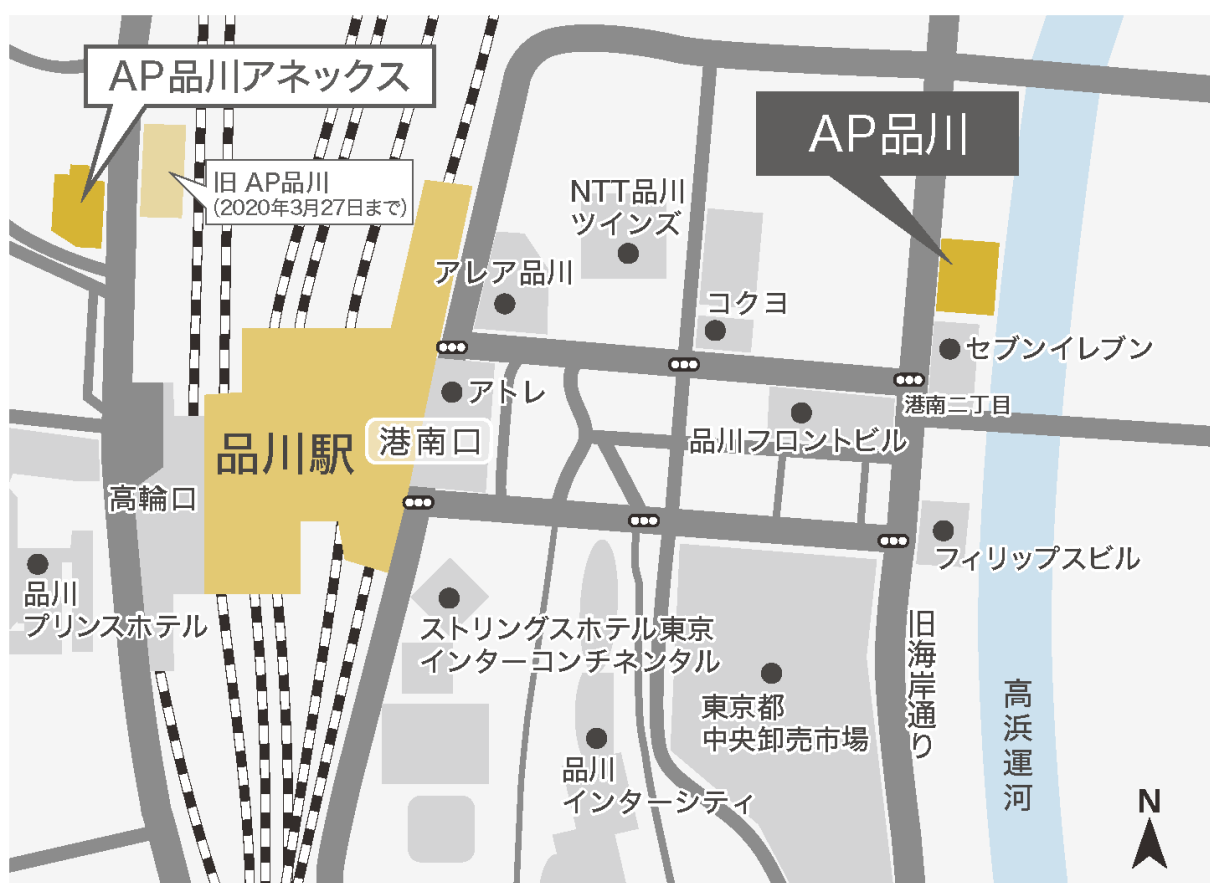 AP品川アネックス
AP品川
旧 AP品川
(2020年3月27日まで)
NTT品川
ツインズ
アレア品川
コクヨ
セブンイレブン
アトレ
港南二丁目
品川フロントビル
港南口
品川駅
高輪口
フィリップスビル
品川
プリンスホテル
ストリングスホテル東京
インターコンチネンタル
旧海岸通り
東京都
中央卸売市場
高浜運河
品川
インターシティ
N